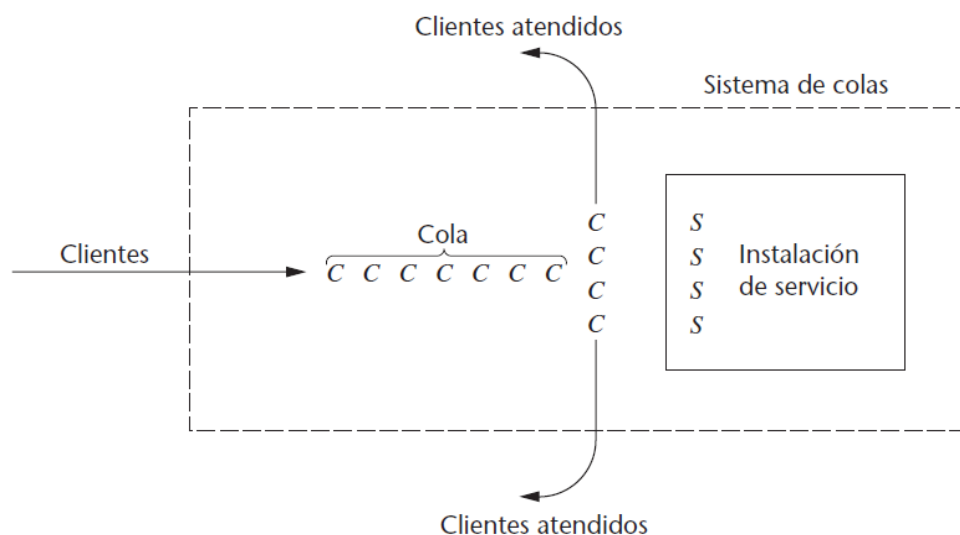 Clientes atendidos
Sistema de colas
Cola
Clientes
C C C C C C C
C
C
C
C
S
S
S
S
Instalación
de servicio
Clientes atendidos